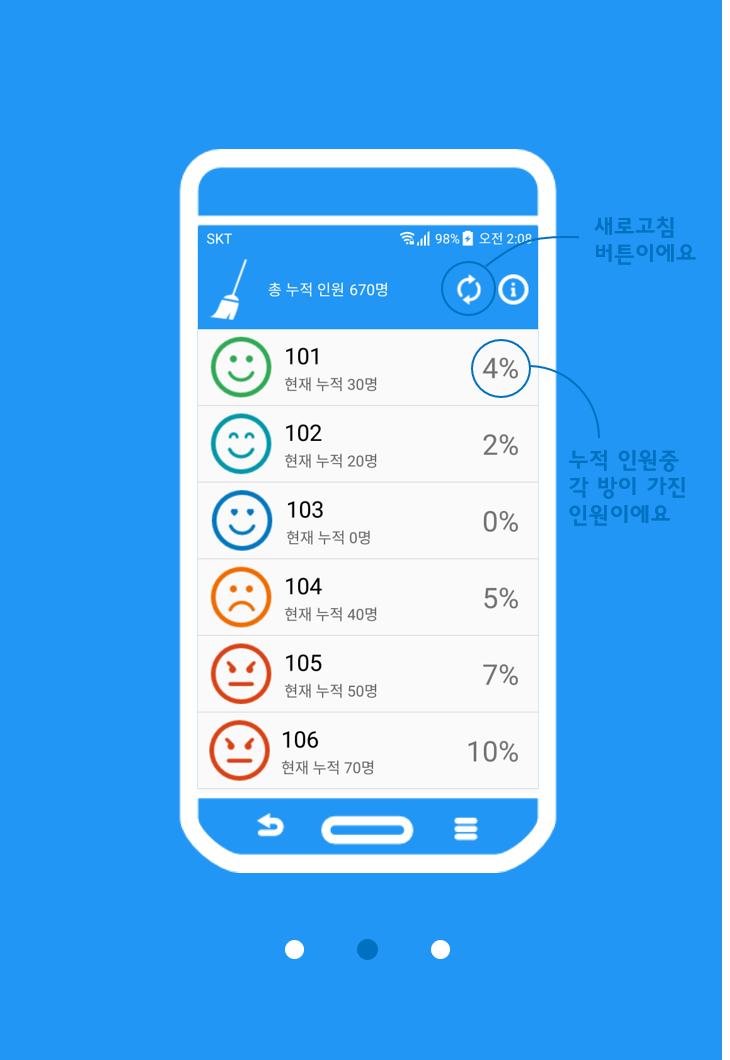 SKT 98% 오전 2:08
총 누적 인원 670명
새로고침
버튼이에요
101
현재 누적 30명
4%
102
현재 누적 20명
2%
누적 인원중
각 방이 가진
인원이에요
103
현재 누적 0명
0%
104
현재 누적 40명
5%
105
현재 누적 50명
7%
106
현재 누적 70명
10%